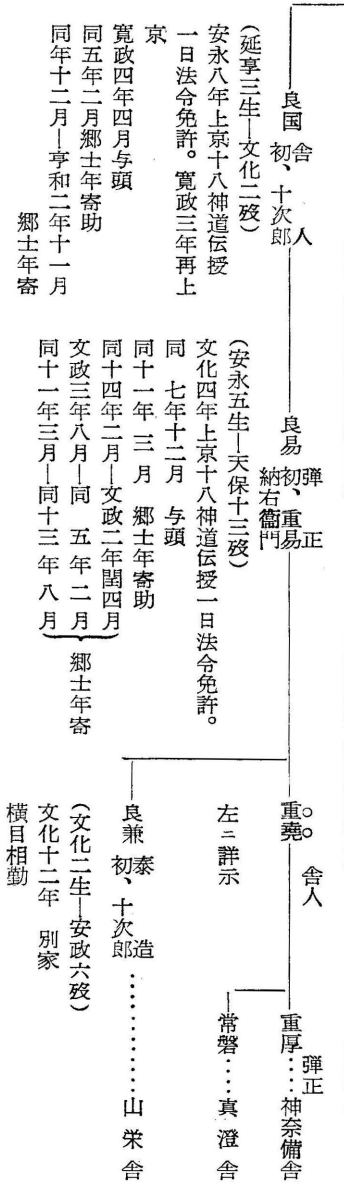 良国 舎人 初、十次郎
(延享三生―文化二歿)
安永八年上京十八神道伝授
一日法令免許。寛政三年再上
京
寛政四年四月与頭
同五年二月郷士年寄助
同年十二月―享和二年十一月
郷士年寄
良易 弾正 初、重易 納右衛門
(安永五生―天保十三歿)
文化四年上京十八神道伝授一日法令免許。
同 七年十二月 与頭
同十一年三月 郷士年寄助
同十四年二月―文政二年閏四月
文政三年八月―同 五年二月
同十一年三月―同十三年八月
郷士年寄
重堯 舎人
左ニ詳示
良兼 泰造 初、十次郎……………山栄舎
(文化二生―安政六歿)
文化十二年 別家
横目相勤
重厚……神奈備舎 弾正
常磐……真澄舎